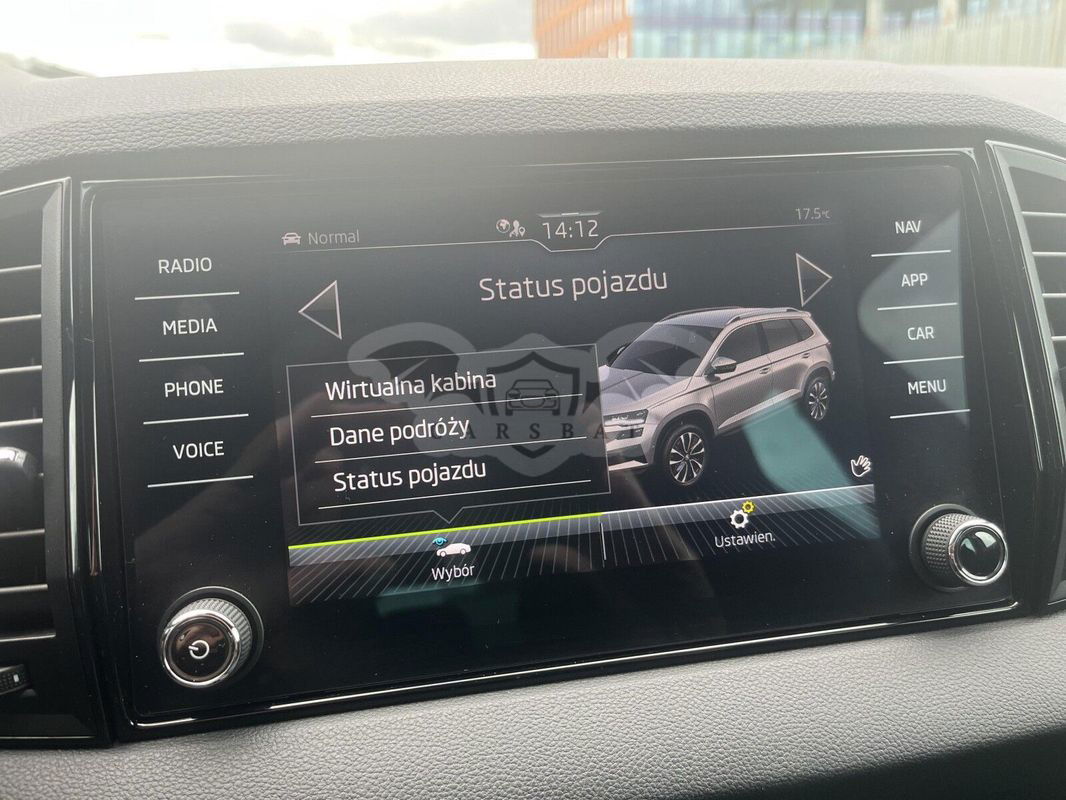 Normal
14:12
17.5°C
RADIO
MEDIA
PHONE
VOICE
Status pojazdu
Wirtualna kabina
Dane podróży
Status pojazdu
Wybór
Ustawien.
NAV
APP
CAR
MENU
CARSBAT